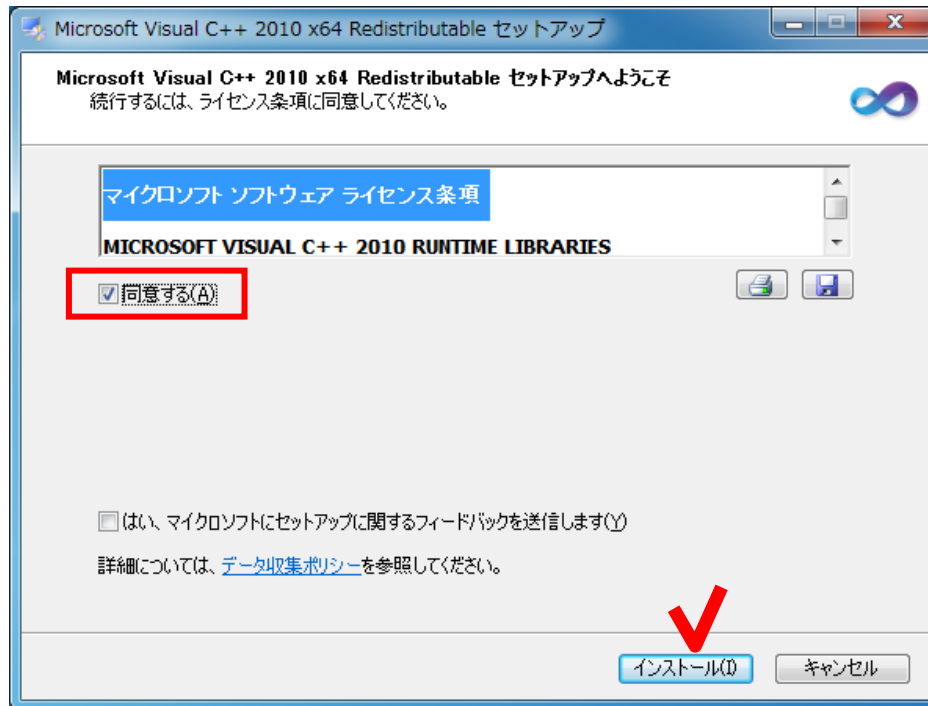 Microsoft Visual C++ 2010 x64 Redistributable セットアップ
Microsoft Visual C++ 2010 x64 Redistributable セットアップへようこそ
続行するには、ライセンス条項に同意してください。
マイクロソフト ソフトウェア ライセンス条項
MICROSOFT VISUAL C++ 2010 RUNTIME LIBRARIES
同意する(A)
はい、マイクロソフトにセットアップに関するフィードバックを送信します(Y)
詳細については、データ収集ポリシーを参照してください。
インストール(I)
キャンセル